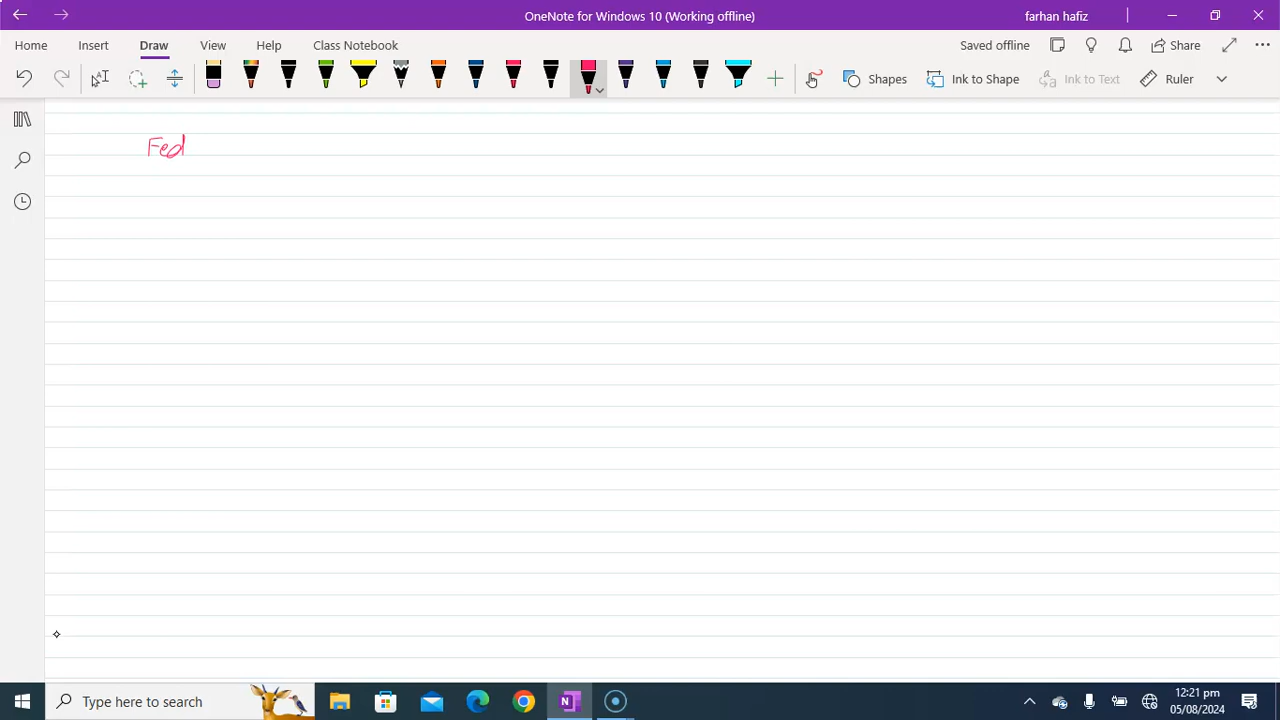 OneNote for Windows 10 (Working offline)
farhan hafiz
Home Insert Draw View Help Class Notebook
Saved offline
Share
Shapes
Ink to Shape
Ink to Text
Ruler
Fed
Type here to search
12:21 pm
05/08/2024